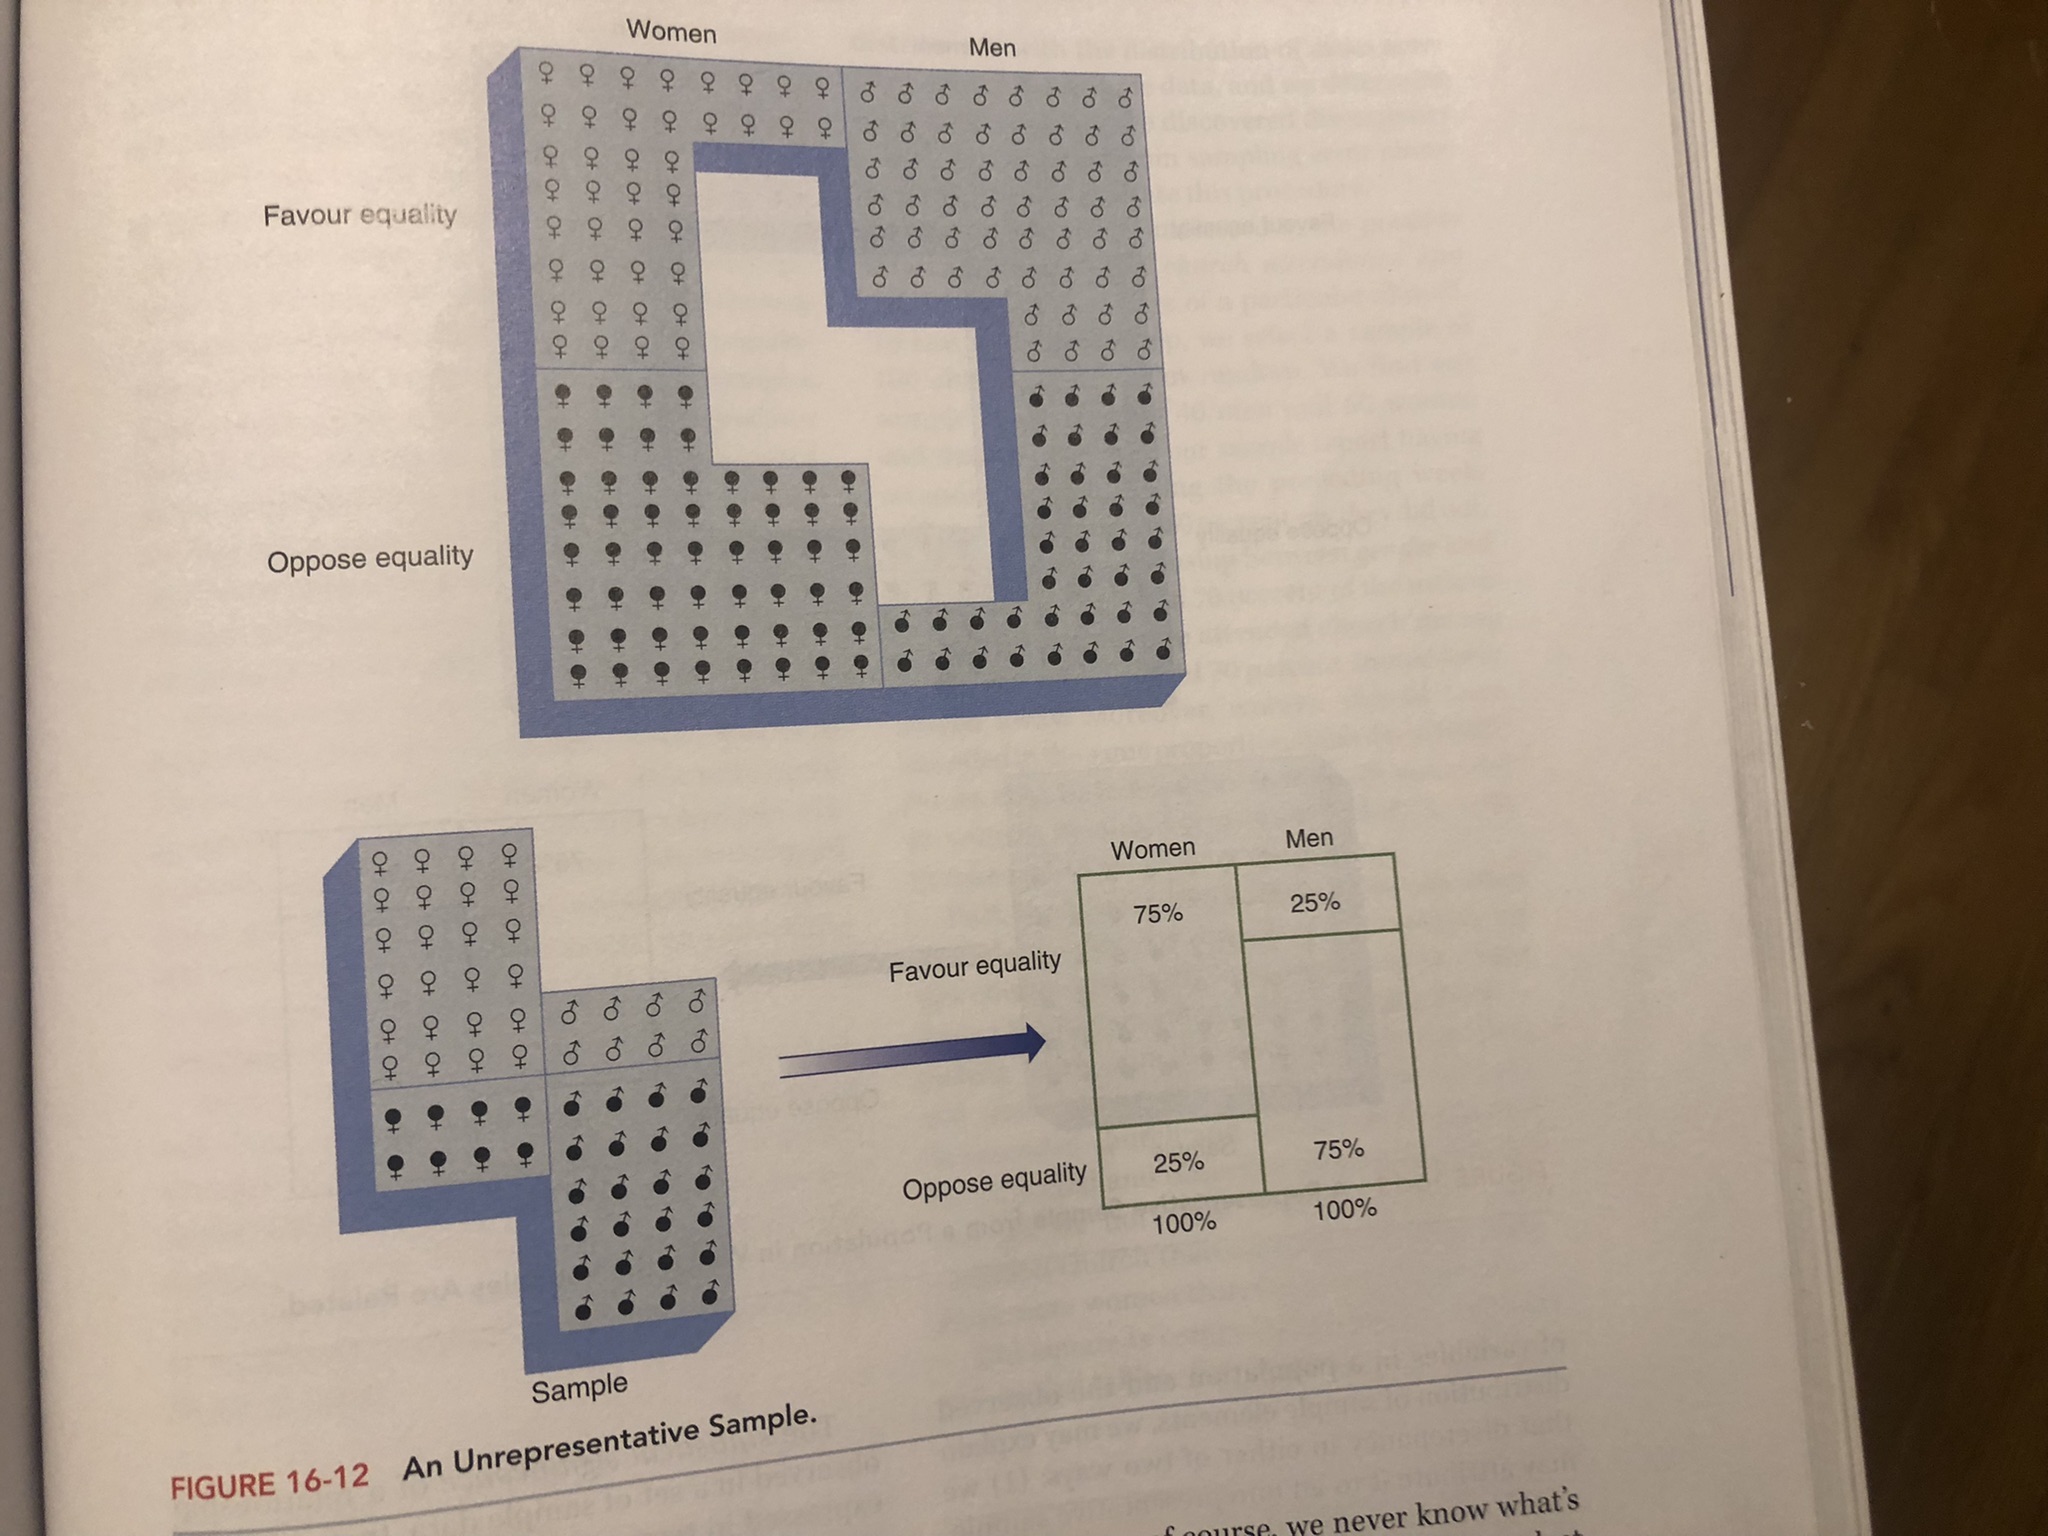 Women Men
Favour equality
Oppose equality
Women Men
75% 25%
Favour equality
Oppose equality 25% 75%
100% 100%
Sample
FIGURE 16-12 An Unrepresentative Sample.
course, we never know what's